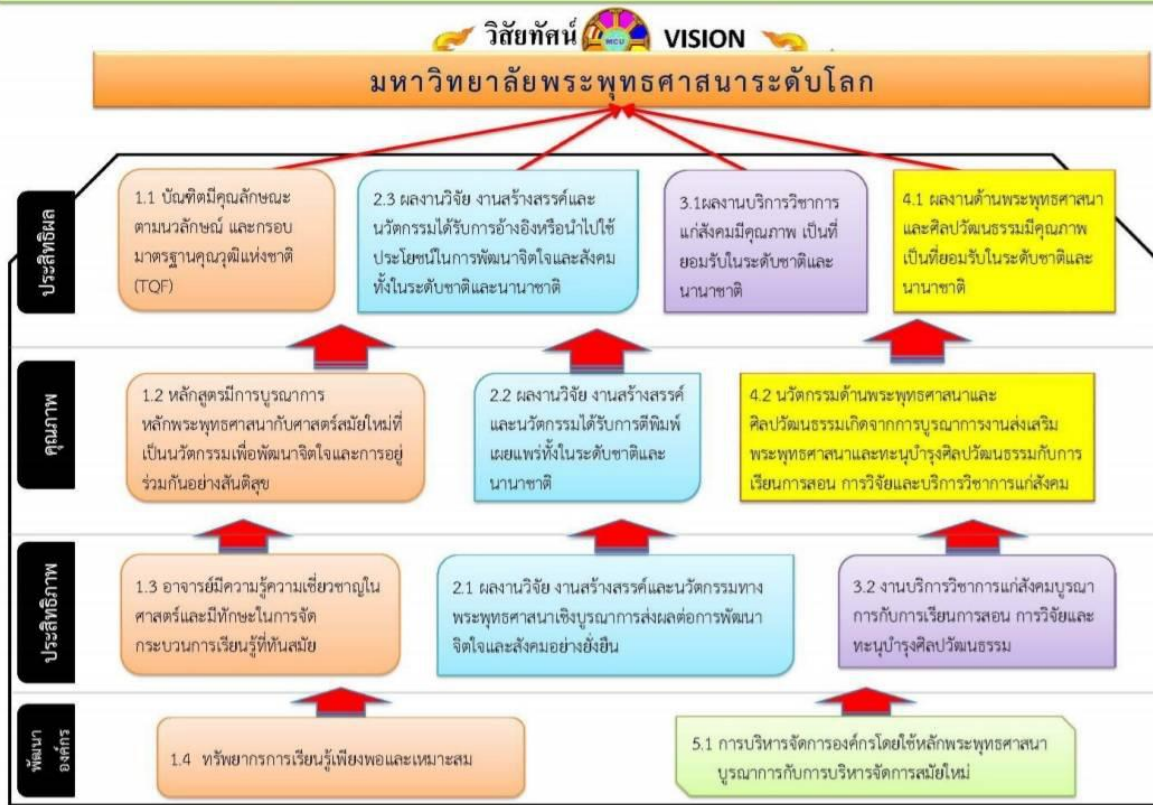 วิสัยทัศน์ MCU VISION
มหาวิทยาลัยพระพุทธศาสนาระดับโลก
ประสิทธิผล
1.1 บัณฑิตมีคุณลักษณะ
ตามนวลักษณ์ และกรอบ
มาตรฐานคุณวุฒิแห่งชาติ
(TQF)
2.3 ผลงานวิจัย งานสร้างสรรค์และ
นวัตกรรมได้รับการอ้างอิงหรือนำไปใช้
ประโยชน์ในการพัฒนาจิตใจและสังคม
ทั้งในระดับชาติและนานาชาติ
3.1ผลงานบริการวิชาการ
แก่สังคมมีคุณภาพ เป็นที่
ยอมรับในระดับชาติและ
นานาชาติ
4.1 ผลงานด้านพระพุทธศาสนา
และศิลปวัฒนธรรมมีคุณภาพ
เป็นที่ยอมรับในระดับชาติและ
นานาชาติ
คุณภาพ
1.2 หลักสูตรมีการบูรณาการ
หลักพระพุทธศาสนากับศาสตร์สมัยใหม่ที่
เป็นนวัตกรรมเพื่อพัฒนาจิตใจและการอยู่
ร่วมกันอย่างสันติสุข
2.2 ผลงานวิจัย งานสร้างสรรค์
และนวัตกรรมได้รับการตีพิมพ์
เผยแพร่ทั้งในระดับชาติและ
นานาชาติ
4.2 นวัตกรรมด้านพระพุทธศาสนาและ
ศิลปวัฒนธรรมเกิดจากการบูรณาการงานส่งเสริม
พระพุทธศาสนาและทะนุบำรุงศิลปวัฒนธรรมกับการ
เรียนการสอน การวิจัยและบริการวิชาการแก่สังคม
ประสิทธิภาพ
1.3 อาจารย์มีความรู้ความเชี่ยวชาญใน
ศาสตร์และมีทักษะในการจัด
กระบวนการเรียนรู้ที่ทันสมัย
2.1 ผลงานวิจัย งานสร้างสรรค์และนวัตกรรมทาง
พระพุทธศาสนาเชิงบูรณาการส่งผลต่อการพัฒนา
จิตใจและสังคมอย่างยั่งยืน
3.2 งานบริการวิชาการแก่สังคมบูรณา
การกับการเรียนการสอน การวิจัยและ
ทะนุบำรุงศิลปวัฒนธรรม
พัฒนา
องค์กร
1.4 ทรัพยากรการเรียนรู้เพียงพอและเหมาะสม
5.1 การบริหารจัดการองค์กรโดยใช้หลักพระพุทธศาสนา
บูรณาการกับการบริหารจัดการสมัยใหม่